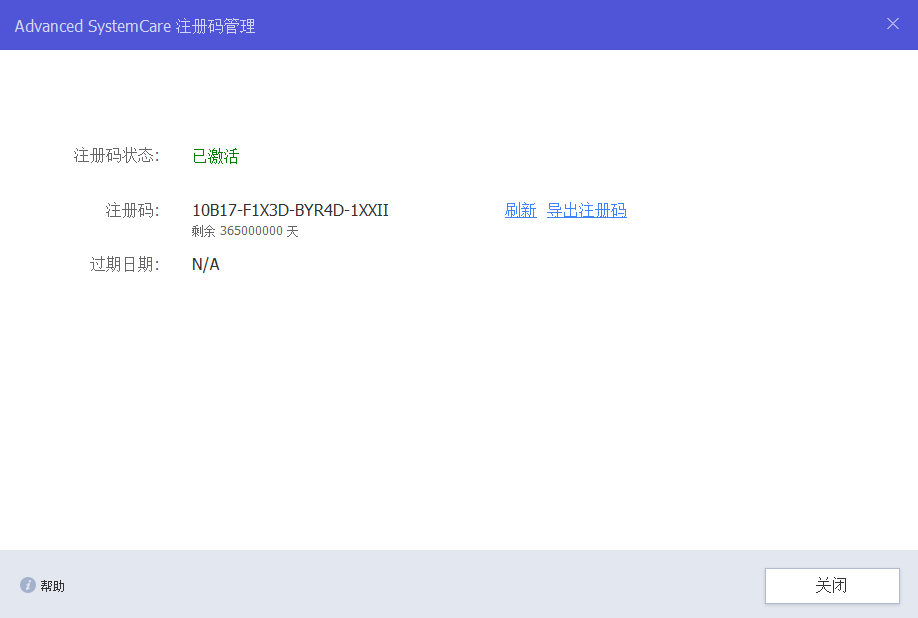 Advanced SystemCare 注册码管理
注册码状态: 已激活
注册码: 10B17-F1X3D-BYR4D-1XXII 刷新 导出注册码
剩余 365000000 天
过期日期: N/A
帮助 关闭